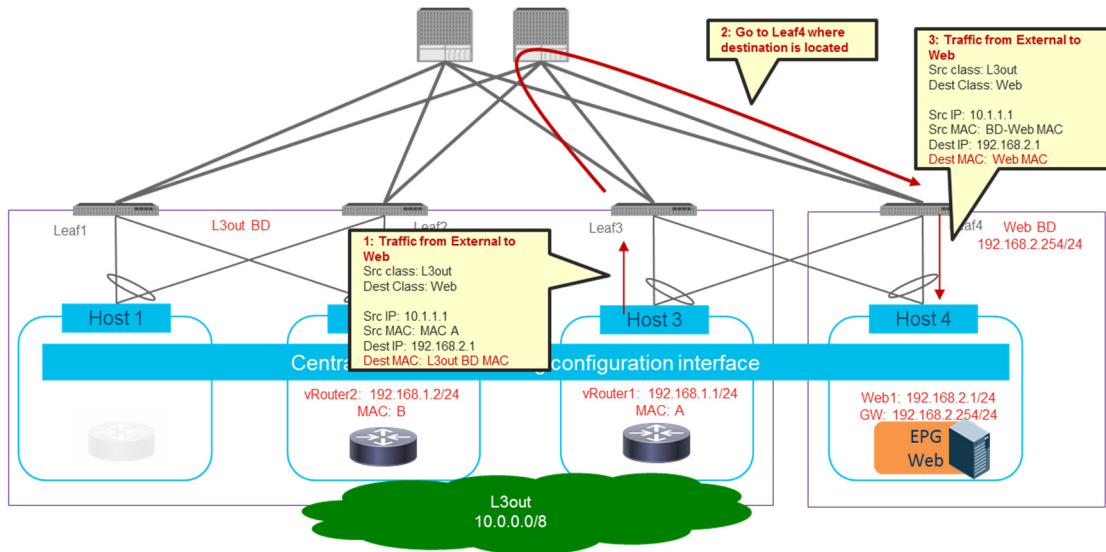 2: Go to Leaf4 where
destination is located
3: Traffic from External to
Web
Src class: L3out
Dest Class: Web
Src IP: 10.1.1.1
Src MAC: BD-Web MAC
Dest IP: 192.168.2.1
Dest MAC: Web MAC
Leaf1
L3out BD
Leaf2
Leaf3
Leaf4
Web BD
192.168.2.254/24
1: Traffic from External to
Web
Src class: L3out
Dest Class: Web
Src IP: 10.1.1.1
Src MAC: MAC A
Dest IP: 192.168.2.1
Dest MAC: L3out BD MAC
Host 1
Host 3
Host 4
configuration interface
vRouter2: 192.168.1.2/24
MAC: B
vRouter1: 192.168.1.1/24
MAC: A
Web1: 192.168.2.1/24
GW: 192.168.2.254/24
EPG
Web
L3out
10.0.0.0/8